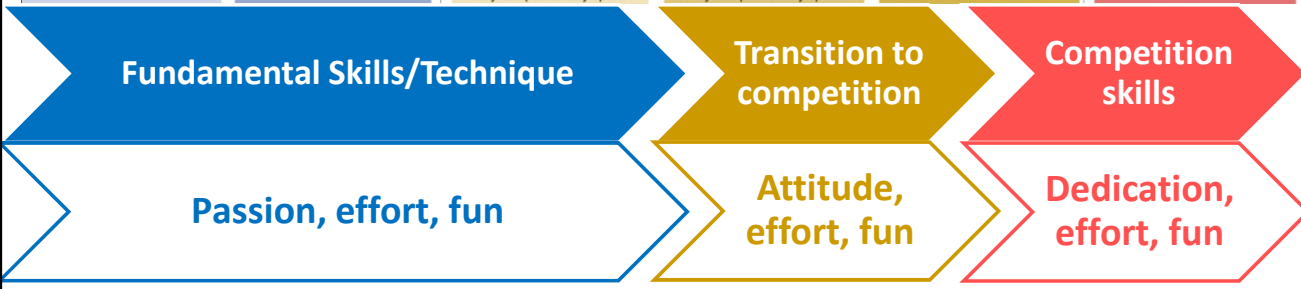 Fundamental Skills/Technique
Transition to
competition
Competition
skills
Passion, effort, fun
Attitude,
effort, fun
Dedication,
effort, fun